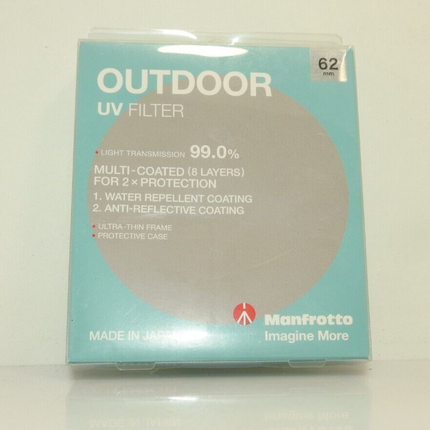 62
mm
OUTDOOR
UV FILTER
• LIGHT TRANSMISSION 99.0%
MULTI-COATED (8 LAYERS)
FOR 2×PROTECTION
1. WATER REPELLENT COATING
2. ANTI-REFLECTIVE COATING
• ULTRA-THIN FRAME
• PROTECTIVE CASE
Manfrotto
MADE IN JAPAN Imagine More